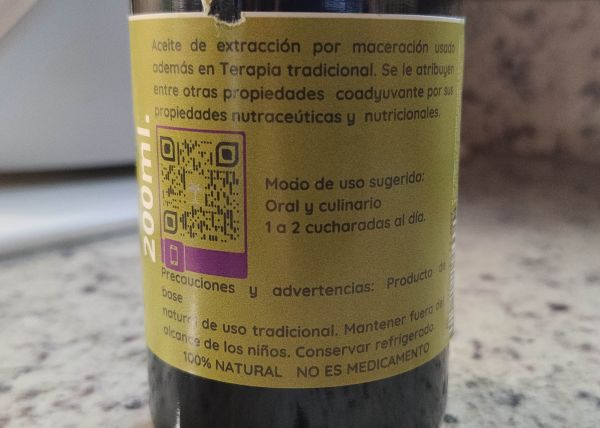 Aceite de extracción por maceración usado
además en Terapia tradicional. Se le atribuyen
entre otras propiedades coadyuvante por sus
propiedades nutraceúticas y nutricionales.
200ml.
Modo de uso sugerido:
Oral y culinario
1 a 2 cucharadas al día.
Precauciones y advertencias: Producto de
base
natural de uso tradicional. Mantener fuera del
alcance de los niños. Conservar refrigerado.
100% NATURAL NO ES MEDICAMENTO